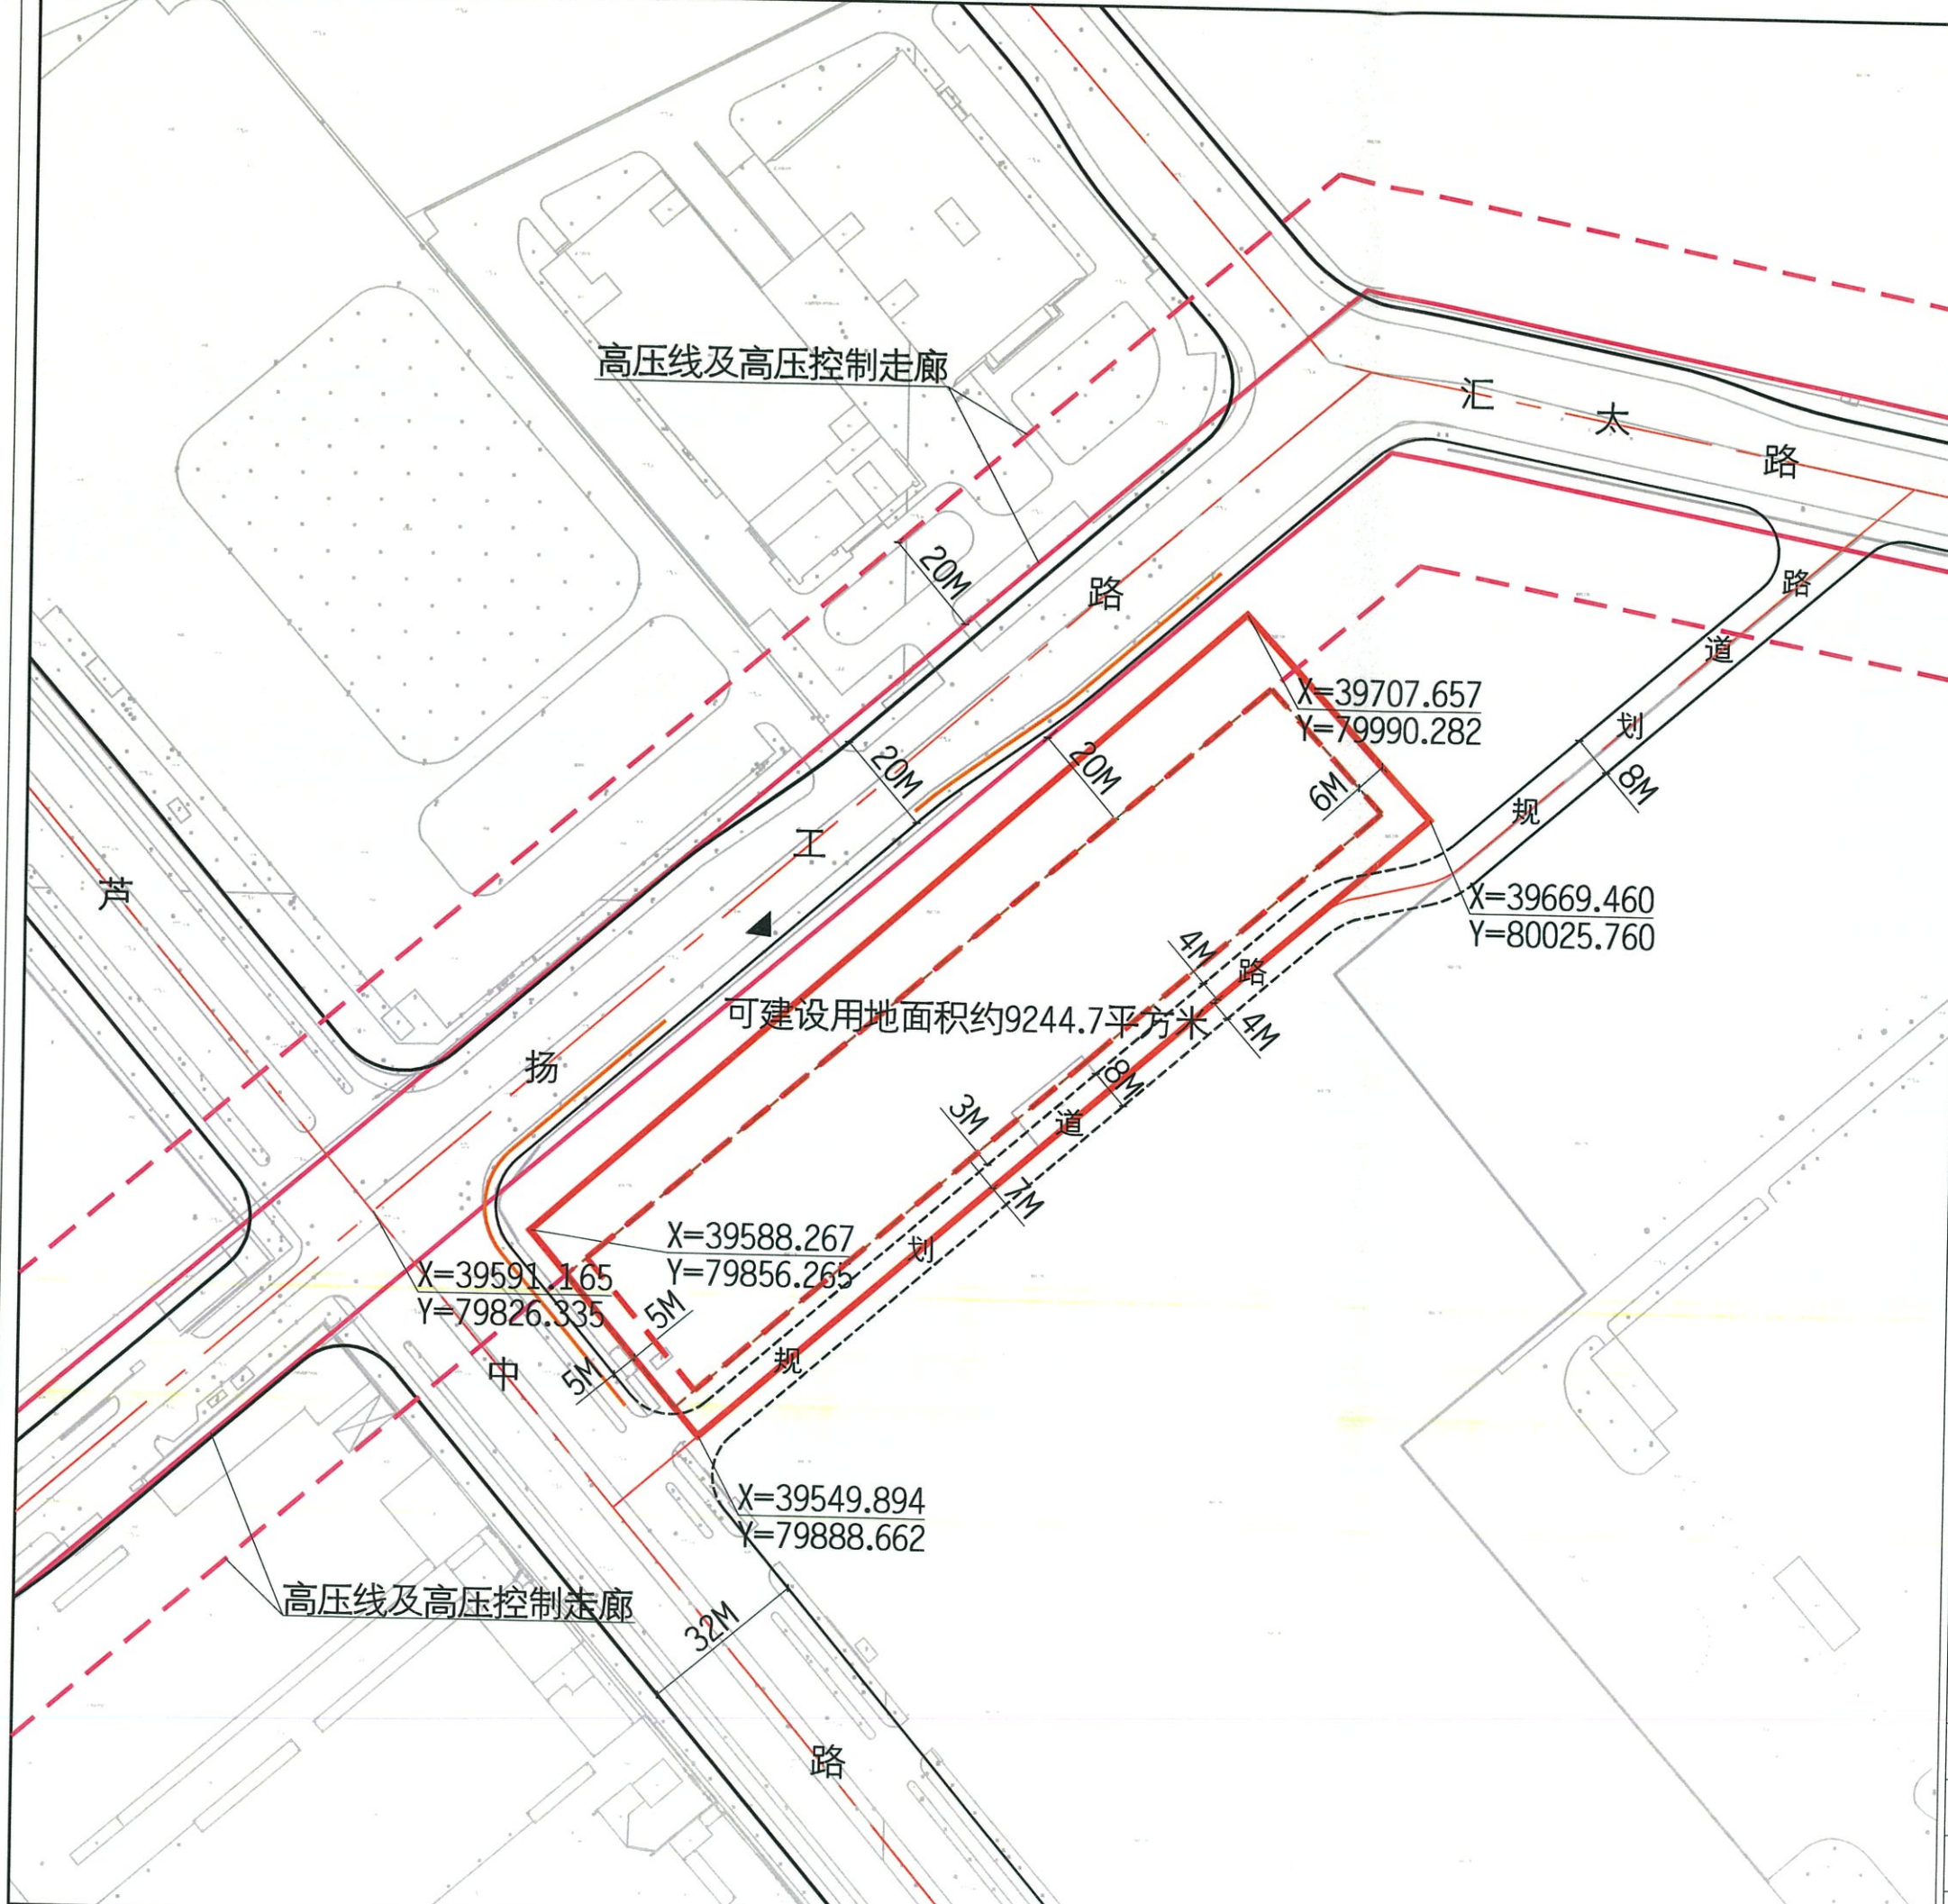 高压线及高压控制走廊
汇太路
20M
路
路
道
划
规
8M
X=39707.657
Y=79990.282
20M
20M
6M
工
芦
X=39669.460
Y=80025.760
4M
路
4M
可建设用地面积约9244.7平方米
扬
8M
3M
道
7M
X=39588.267
Y=79856.265
划
X=39591.165
Y=79826.335
5M
5M
规
中
X=39549.894
Y=79888.662
高压线及高压控制走廊
32M
路